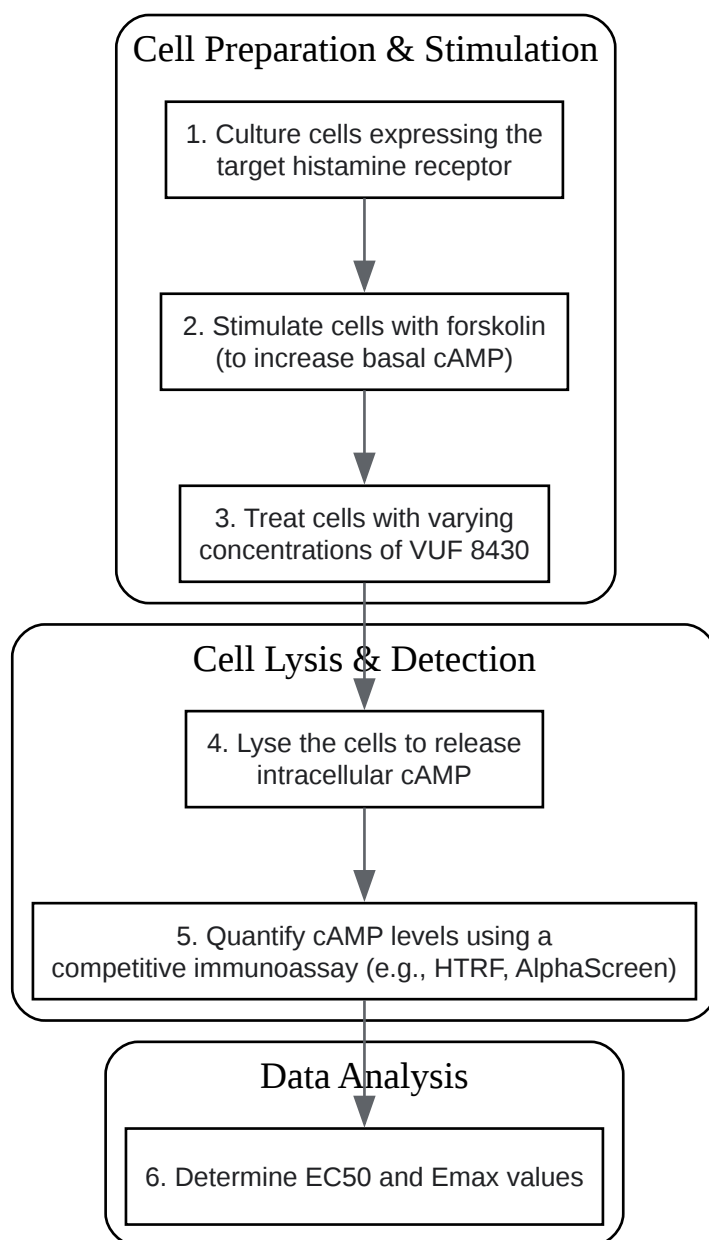 Cell Preparation & Stimulation
1. Culture cells expressing the
target histamine receptor
2. Stimulate cells with forskolin
(to increase basal cAMP)
3. Treat cells with varying
concentrations of VUF 8430
Cell Lysis & Detection
4. Lyse the cells to release
intracellular cAMP
5. Quantify cAMP levels using a
competitive immunoassay (e.g., HTRF, AlphaScreen)
Data Analysis
6. Determine EC50 and Emax values